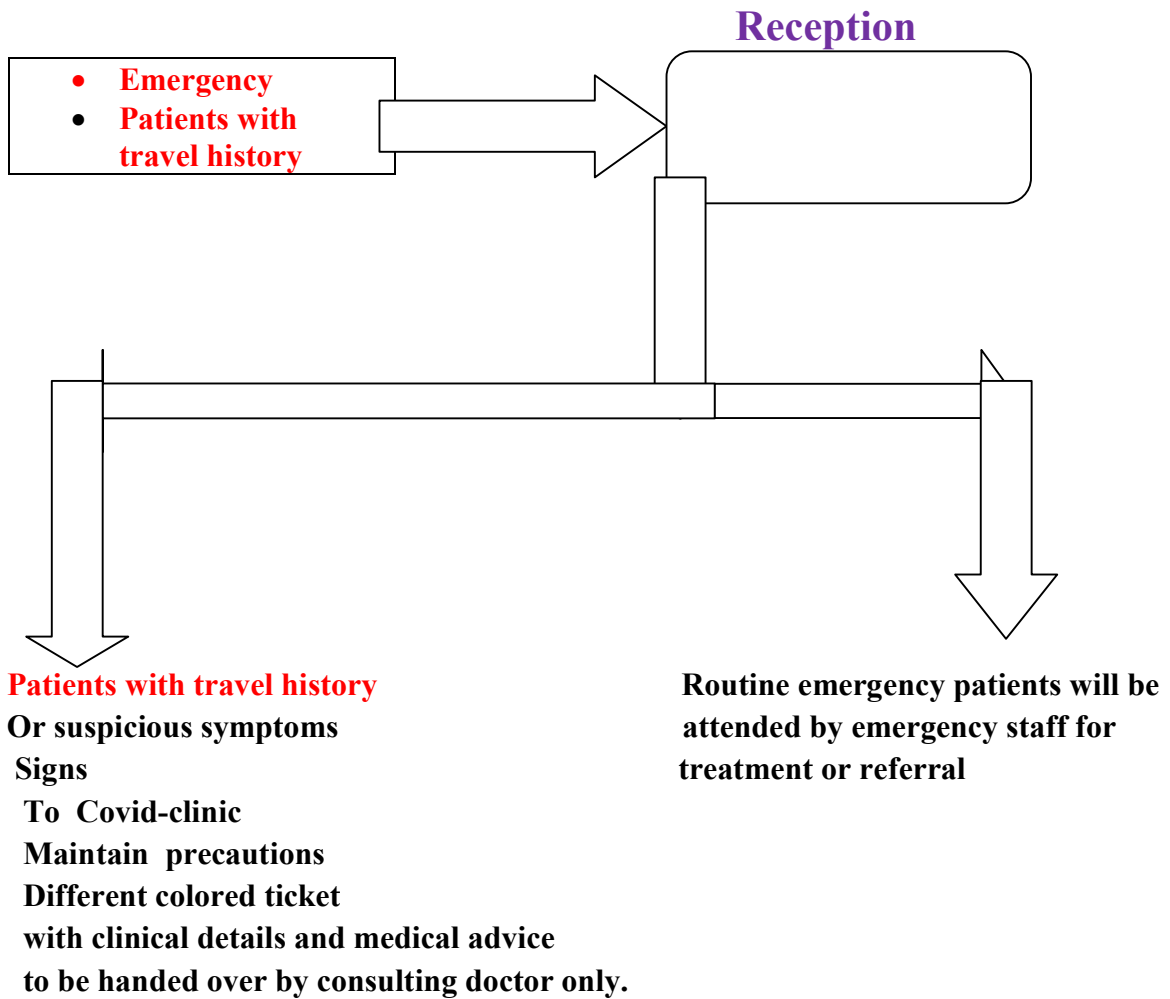 Reception
• Emergency
• Patients with
travel history
Patients with travel history
Or suspicious symptoms
Signs
To Covid-clinic
Maintain precautions
Different colored ticket
with clinical details and medical advice
to be handed over by consulting doctor only.
Routine emergency patients will be
attended by emergency staff for
treatment or referral